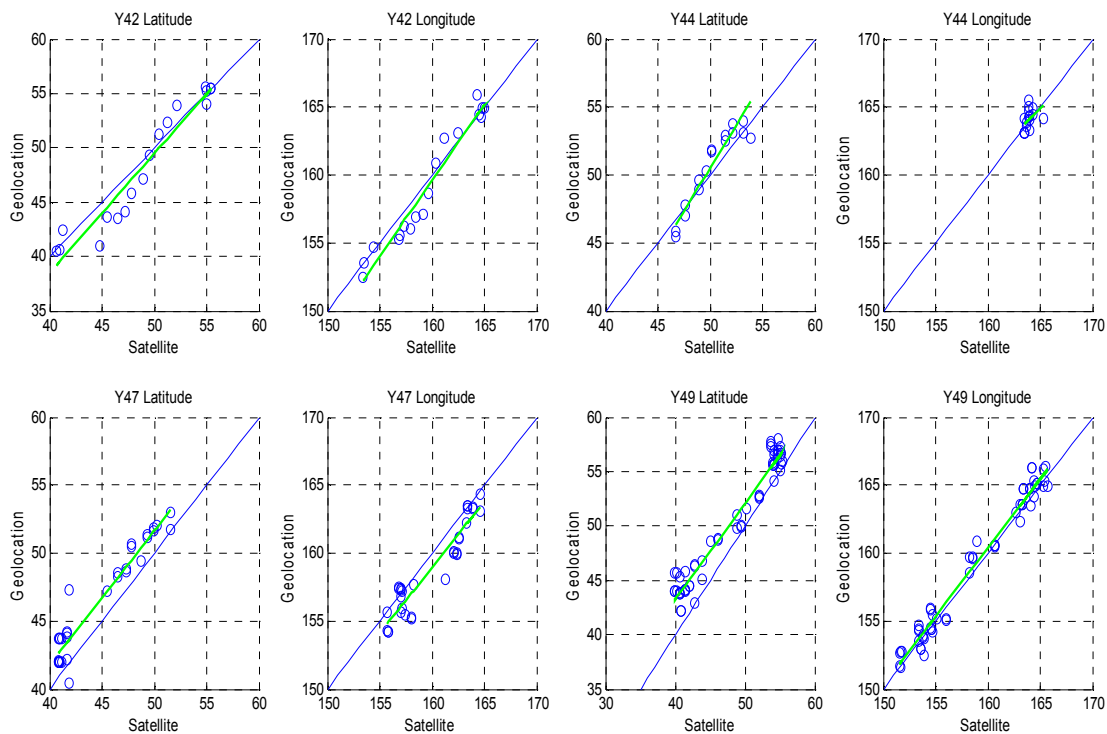 Y42 Latitude
60
55
50
45
40
35
Geolocation
40 45 50 55 60
Satellite
Y42 Longitude
170
165
160
155
150
Geolocation
150 155 160 165 170
Satellite
Y44 Latitude
60
55
50
45
40
Geolocation
40 45 50 55 60
Satellite
Y44 Longitude
170
165
160
155
150
Geolocation
150 155 160 165 170
Satellite
Y47 Latitude
60
55
50
45
40
Geolocation
40 45 50 55 60
Satellite
Y47 Longitude
170
165
160
155
150
Geolocation
150 155 160 165 170
Satellite
Y49 Latitude
60
55
50
45
40
35
Geolocation
30 40 50 60
Satellite
Y49 Longitude
170
165
160
155
150
Geolocation
150 155 160 165 170
Satellite